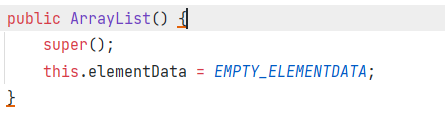 public ArrayList() {
    super();
    this.elementData = EMPTY_ELEMENTDATA;
}